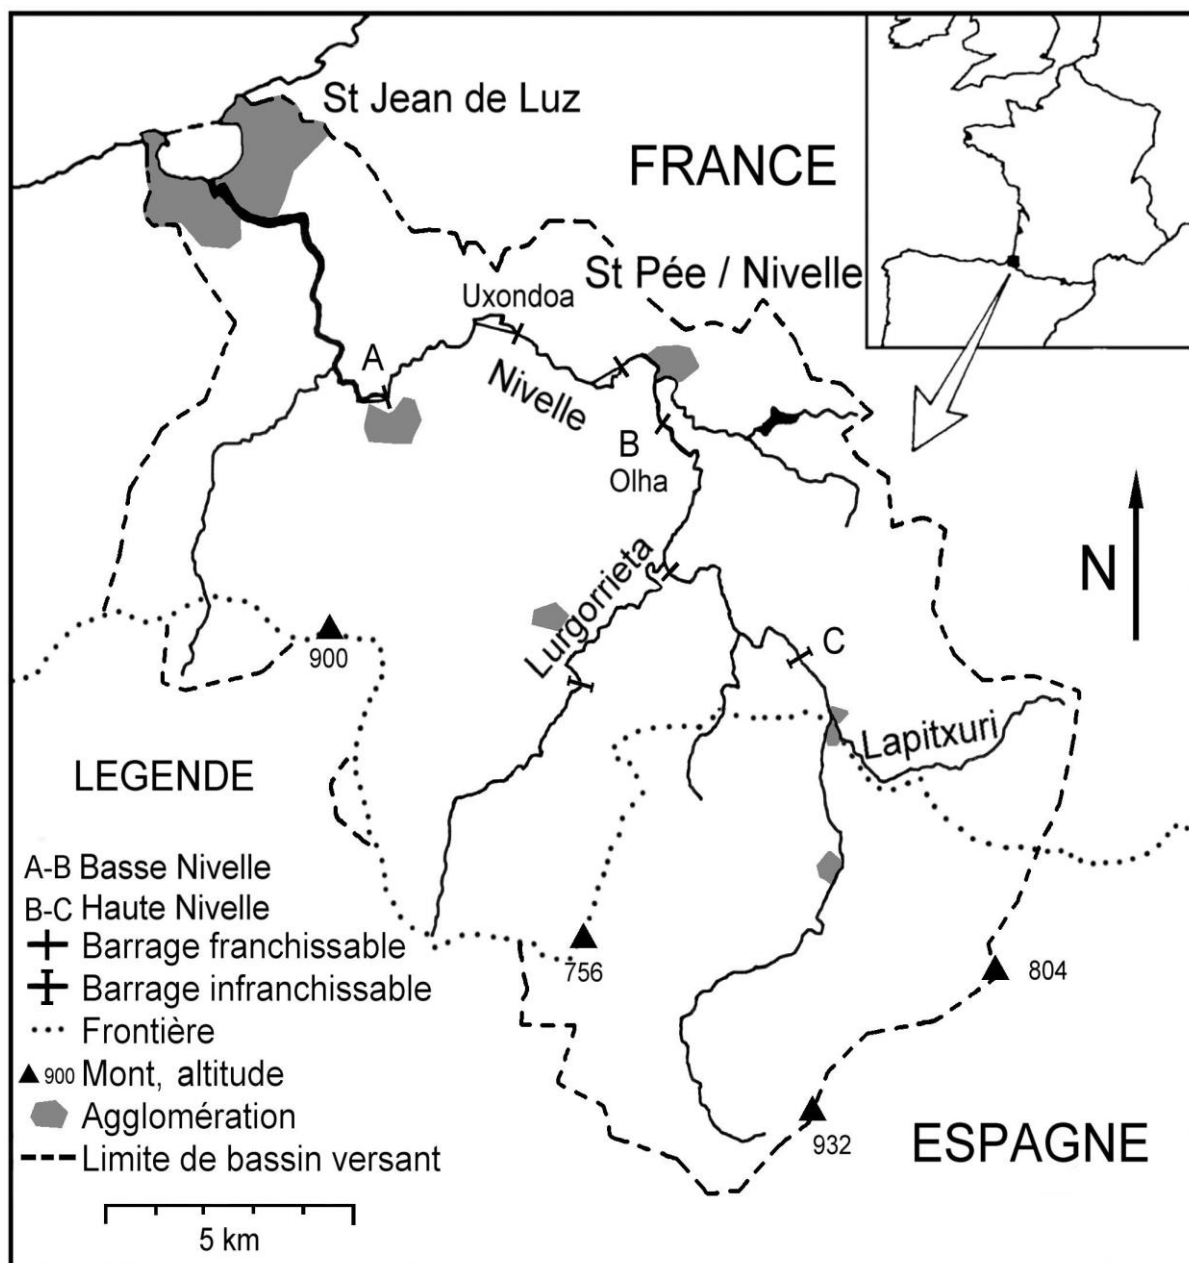 St Jean de Luz
FRANCE
St Pée / Nivelle
Uxondoa
A
Nivelle
B
Olha
N
Lurgorrieta
C
900
Lapitxuri
LEGENDE
A-B Basse Nivelle
B-C Haute Nivelle
Barrage franchissable
Barrage infranchissable
Frontière
900 Mont, altitude
Agglomération
Limite de bassin versant
5 km
756
804
932
ESPAGNE